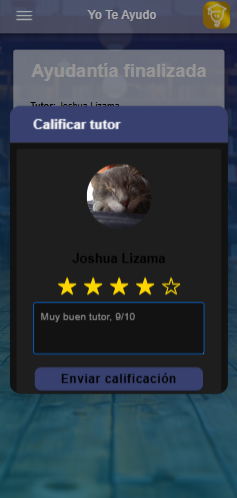 Yo Te Ayudo
Ayudantía finalizada
Tutor: Joshua Lizama
Calificar tutor
Joshua Lizama
Muy buen tutor, 9/10
Enviar calificación